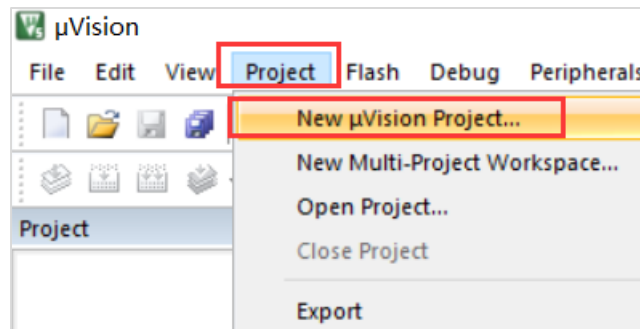 µVision
File Edit View Project Flash Debug Peripherals
New µVision Project...
New Multi-Project Workspace...
Open Project...
Project
Close Project
Export